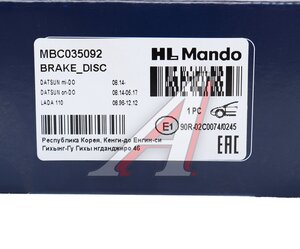 MBC035092
BRAKE_DISC
HL Mando
DATSUN mi-DO 08.14-
DATSUN on-DO 08.14-05.17
LADA 110 08.96-12.12
1 PC
E1 90R-02C0074/0245
EAC
Республика Корея, Кенги-до Енгин-си
Гихынг-Гу Гихы нгданджиро 46